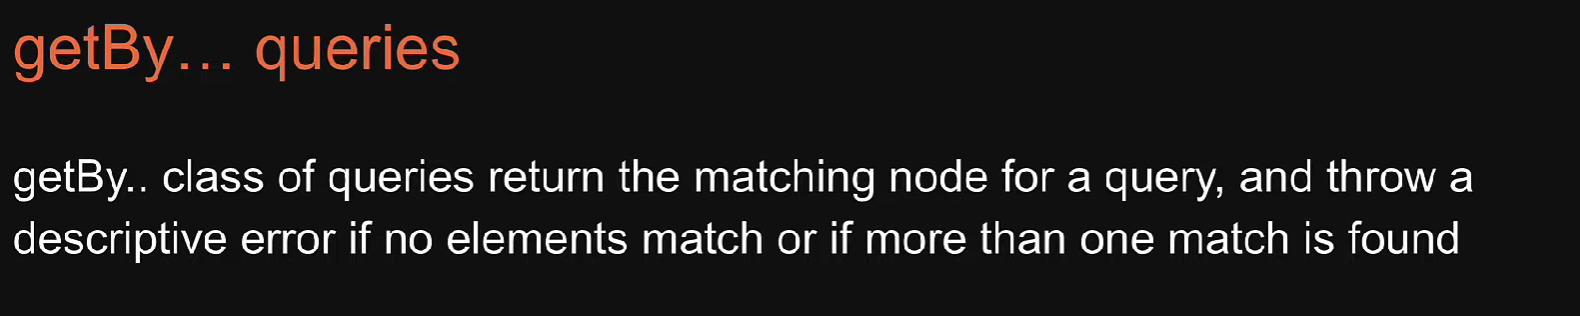 getBy… queries
getBy.. class of queries return the matching node for a query, and throw a
descriptive error if no elements match or if more than one match is found